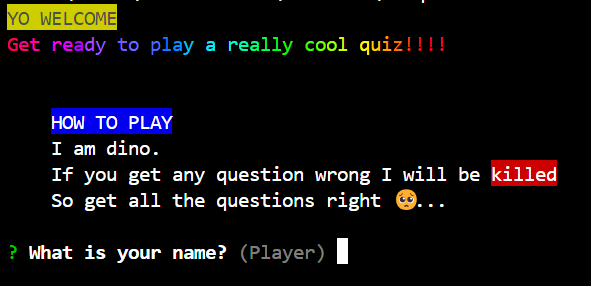 YO WELCOME
Get ready to play a really cool quiz!!!!
HOW TO PLAY
I am dino.
If you get any question wrong I will be killed
So get all the questions right 🥺...
? What is your name? (Player)